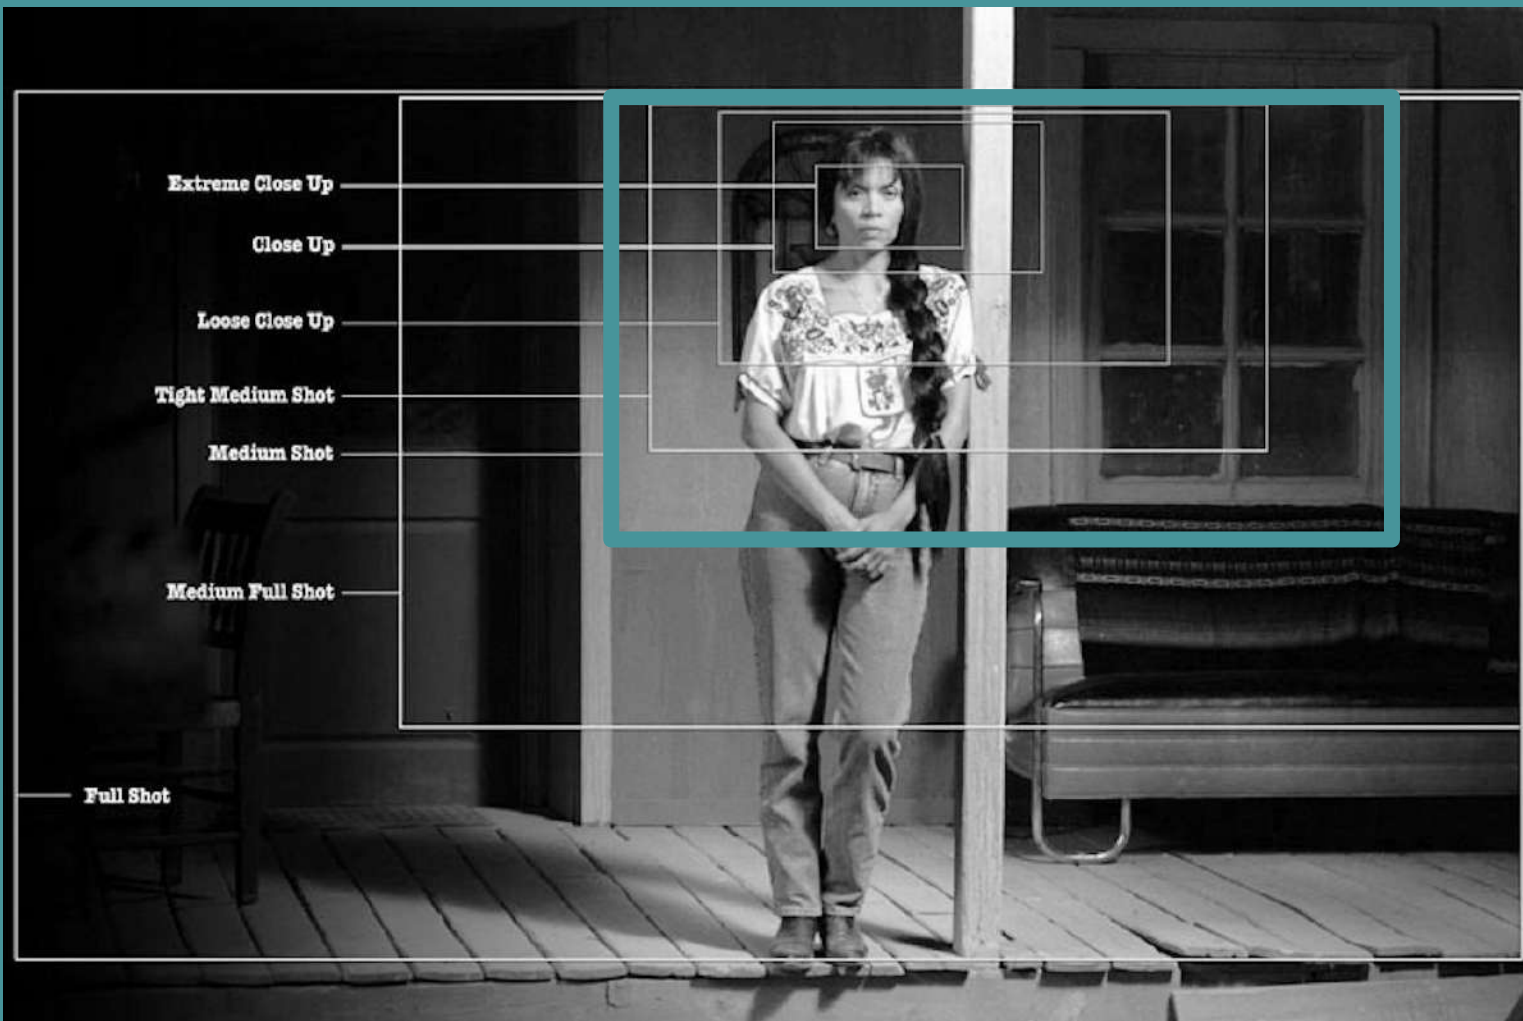 Extreme Close Up
Close Up
Loose Close Up
Tight Medium Shot
Medium Shot
Medium Full Shot
Full Shot